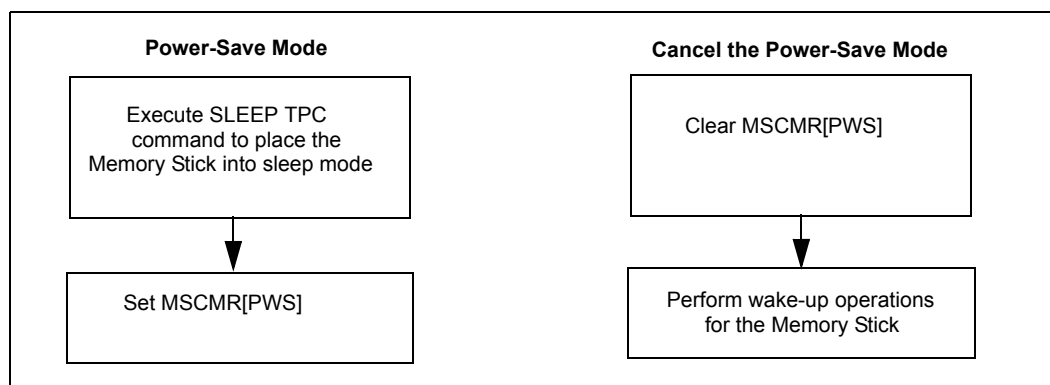 Power-Save Mode
Execute SLEEP TPC
command to place the
Memory Stick into sleep mode
Set MSCMR[PWS]
Cancel the Power-Save Mode
Clear MSCMR[PWS]
Perform wake-up operations
for the Memory Stick